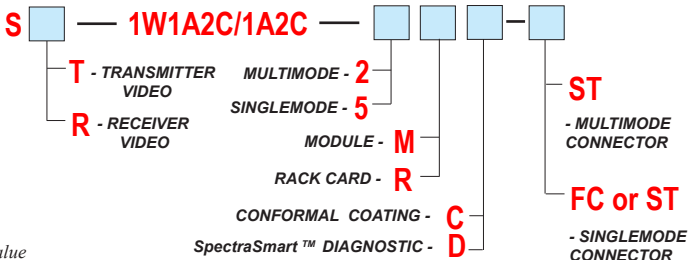 S 1W1A2C/1A2C
T - TRANSMITTER
VIDEO
R - RECEIVER
VIDEO
MULTIMODE - 2
SINGLEMODE - 5
MODULE - M
RACK CARD - R
CONFORMAL COATING - C
SpectraSmart ™ DIAGNOSTIC - D
ST
- MULTIMODE
CONNECTOR
FC or ST
- SINGLEMODE
CONNECTOR
alue